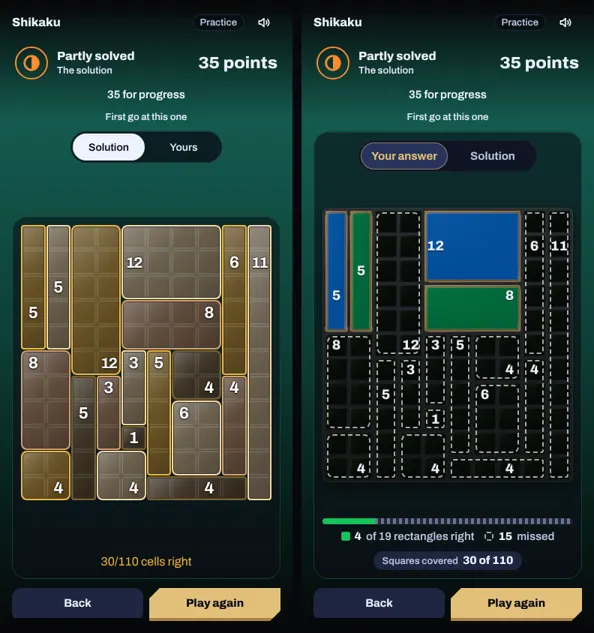 Shikaku
Practice
Partly solved
The solution
35 points
35 for progress
First go at this one
Solution
Yours
12
6
11
5
5
8
8
12
3
5
3
4
4
5
6
1
4
4
4
30/110 cells right
Back
Play again
Shikaku
Practice
Partly solved
The solution
35 points
35 for progress
First go at this one
Your answer
Solution
12
6
11
5
5
8
8
12
3
5
3
4
4
5
6
1
4
4
4
4 of 19 rectangles right 15 missed
Squares covered 30 of 110
Back
Play again